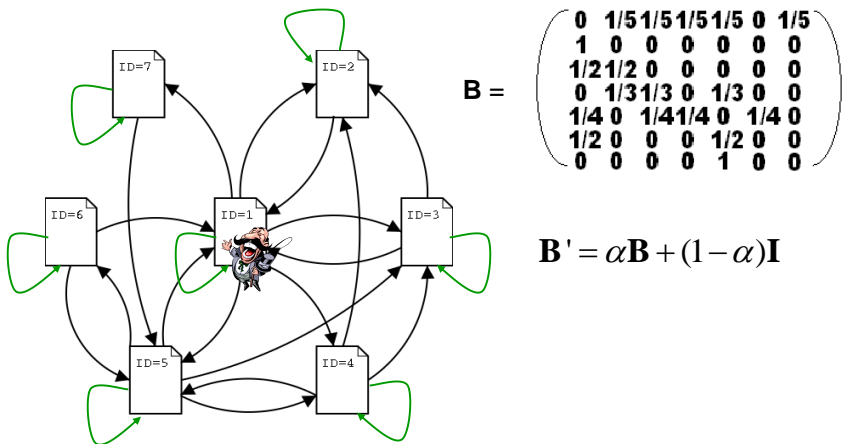 ID=7
ID=2
ID=6
ID=1
ID=3
ID=5
ID=4
B =
0 1/5 1/5 1/5 1/5 0 1/5
1 0 0 0 0 0 0
1/2 1/2 0 0 0 0 0
0 1/3 1/3 0 1/3 0 0
1/4 0 1/4 1/4 0 1/4 0
1/2 0 0 0 1/2 0 0
0 0 0 0 1 0 0
B' = αB + (1−α)I